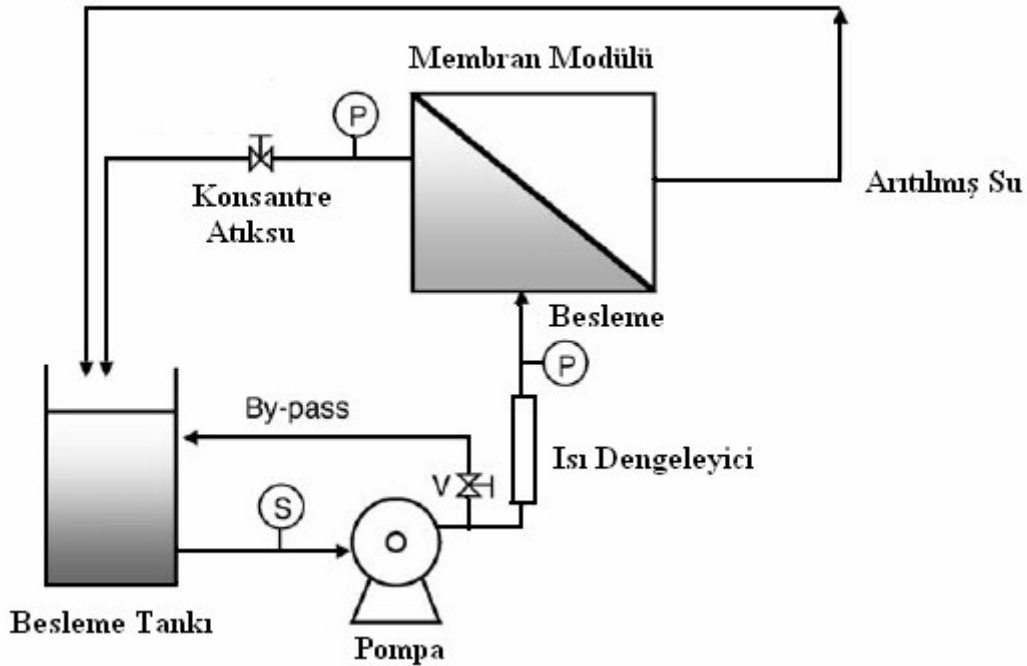 Membran Modülü
P
Konsantre
Atıksu
Arıtılmış Su
Besleme
P
By-pass
Isı Dengeleyici
V
S
Besleme Tankı
Pompa